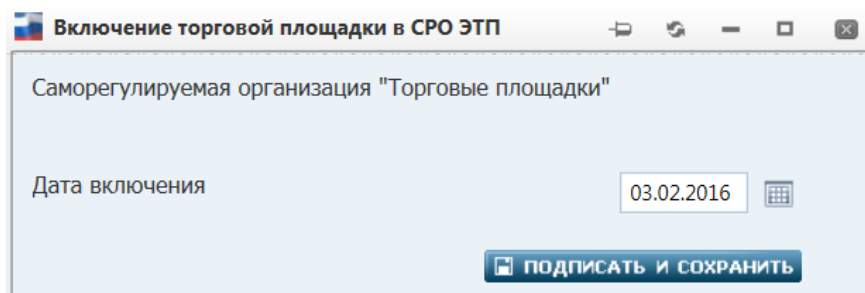 Включение торговой площадки в СРО ЭТП
Саморегулируемая организация "Торговые площадки"
Дата включения
03.02.2016
ПОДПИСАТЬ И СОХРАНИТЬ